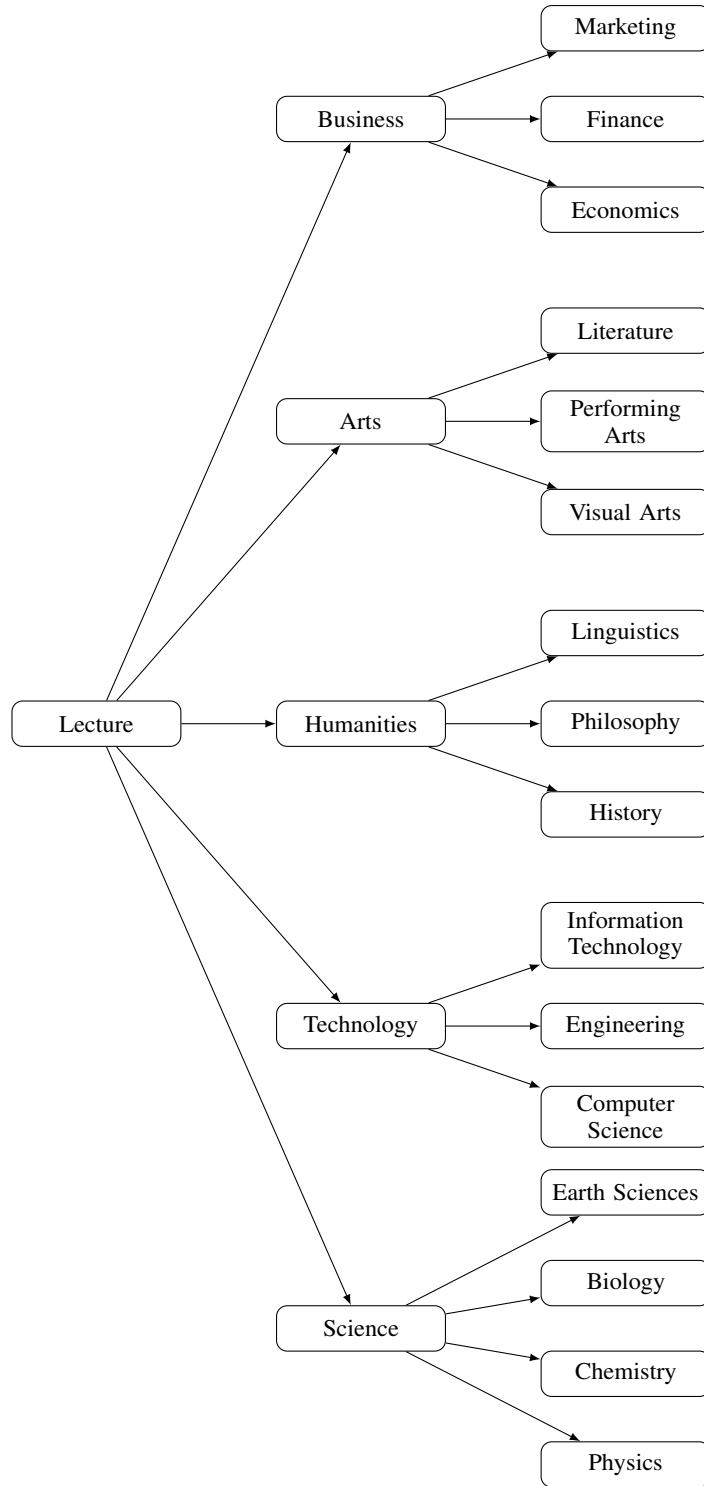 Marketing
Business
Finance
Economics
Literature
Arts
Performing
Arts
Visual Arts
Linguistics
Lecture
Humanities
Philosophy
History
Information
Technology
Technology
Engineering
Computer
Science
Earth Sciences
Biology
Science
Chemistry
Physics